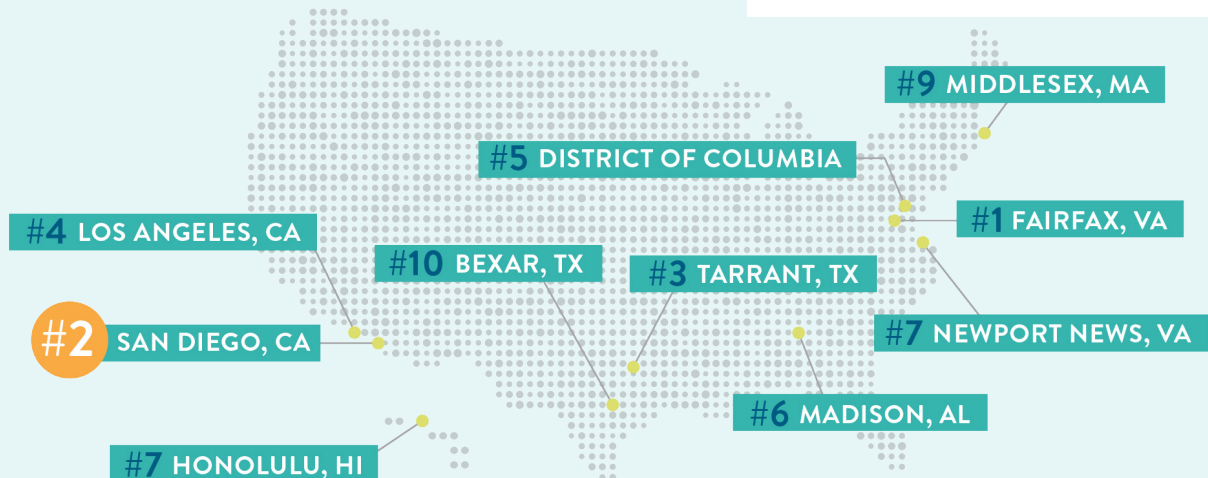 #9 MIDDLESEX, MA
#5 DISTRICT OF COLUMBIA
#4 LOS ANGELES, CA
#1 FAIRFAX, VA
#10 BEXAR, TX
#3 TARRANT, TX
#2 SAN DIEGO, CA
#7 NEWPORT NEWS, VA
#6 MADISON, AL
#7 HONOLULU, HI